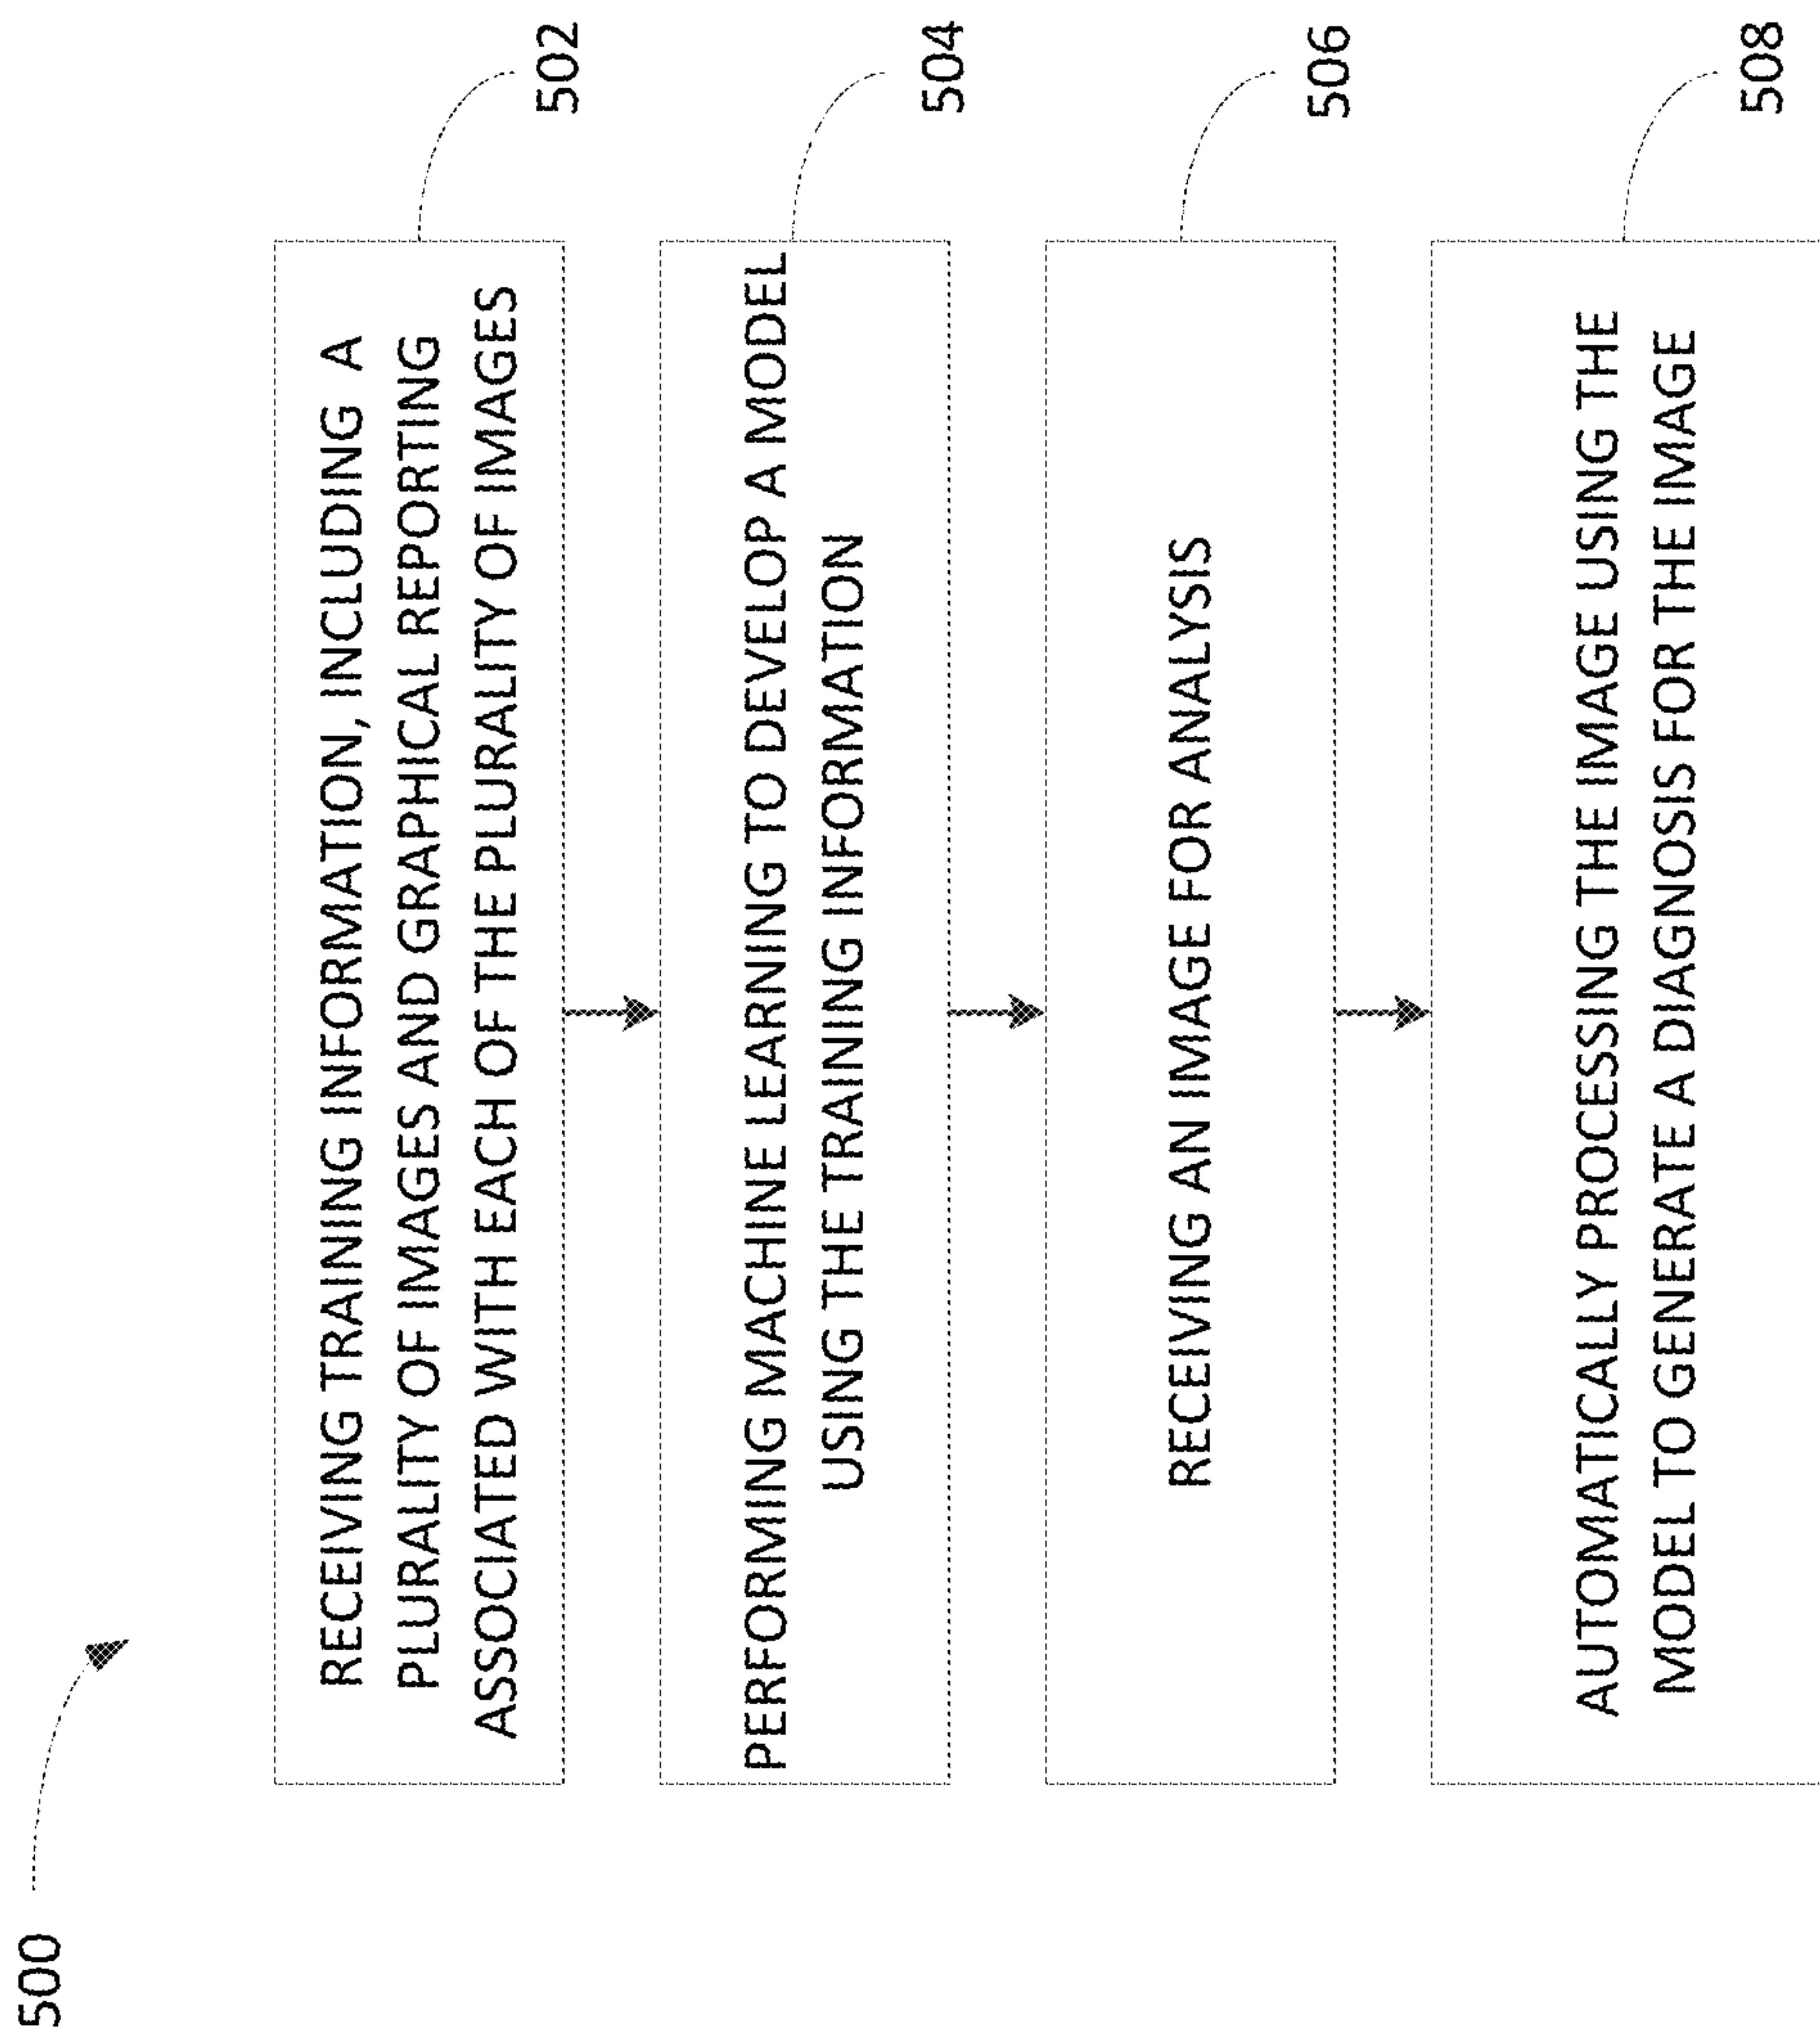 500
RECEIVING TRAINING INFORMATION, INCLUDING A
PLURALITY OF IMAGES AND GRAPHICAL REPORTING
ASSOCIATED WITH EACH OF THE PLURALITY OF IMAGES
502
PERFORMING MACHINE LEARNING TO DEVELOP A MODEL
USING THE TRAINING INFORMATION
504
RECEIVING AN IMAGE FOR ANALYSIS
506
AUTOMATICALLY PROCESSING THE IMAGE USING THE
MODEL TO GENERATE A DIAGNOSIS FOR THE IMAGE
508